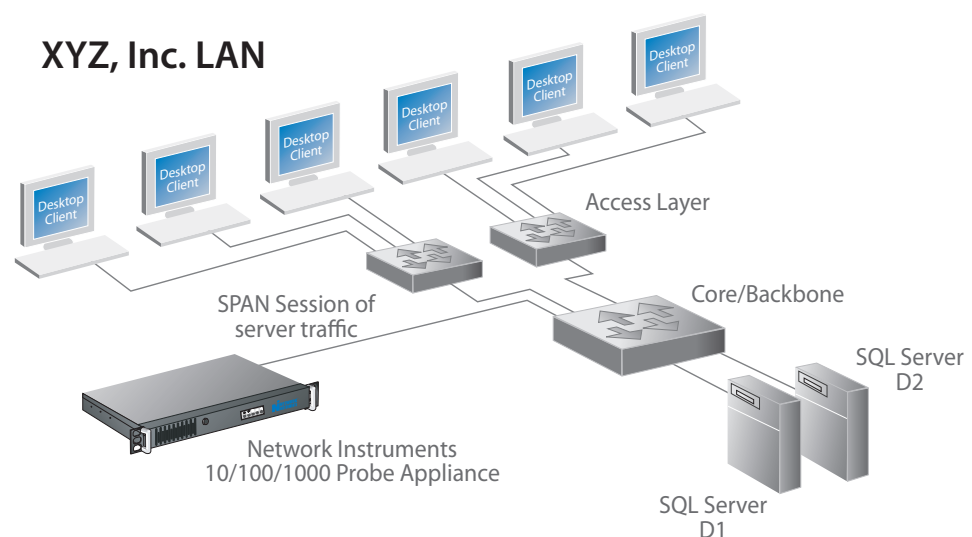 XYZ, Inc. LAN
Desktop
Client
Desktop
Client
Desktop
Client
Desktop
Client
Desktop
Client
Desktop
Client
Access Layer
Core/Backbone
SPAN Session of
server traffic
SQL Server
D2
Network Instruments
10/100/1000 Probe Appliance
SQL Server
D1